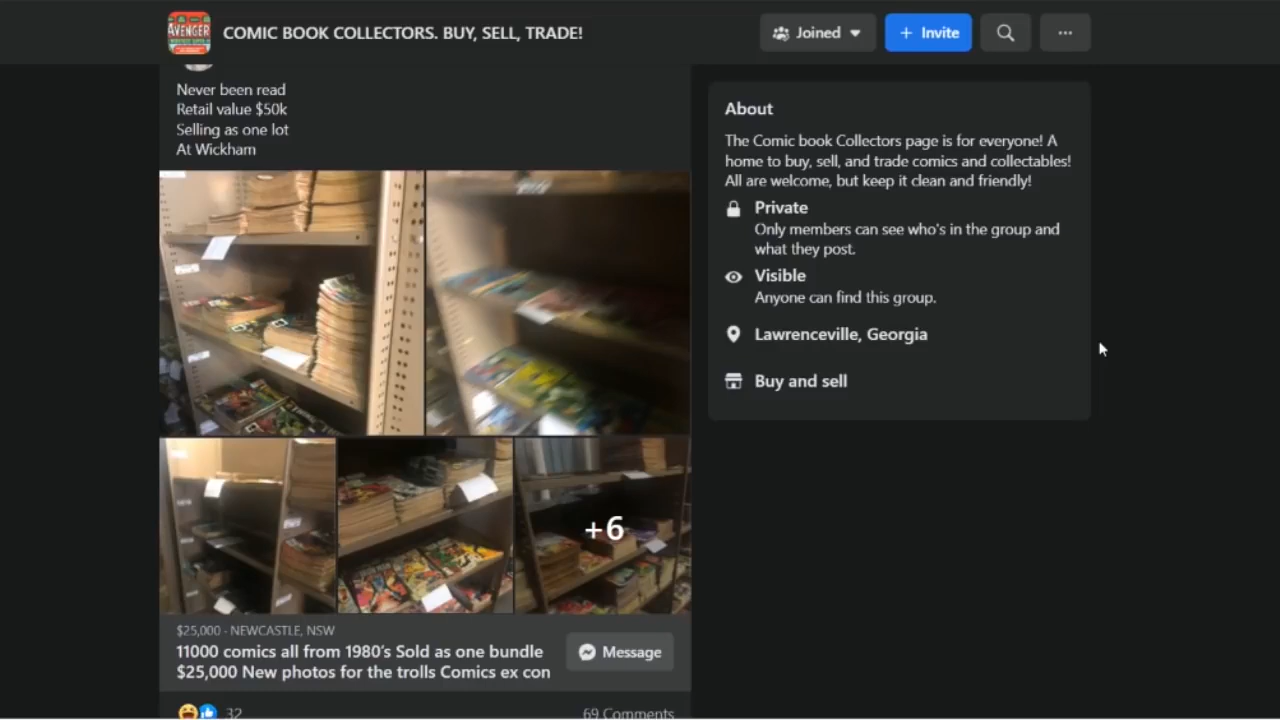 AVENGER
COMIC BOOK COLLECTORS. BUY, SELL, TRADE!
Joined
+ Invite
Never been read
Retail value $50k
Selling as one lot
At Wickham
+6
$25,000 · NEWCASTLE, NSW
11000 comics all from 1980's Sold as one bundle
$25,000 New photos for the trolls Comics ex con
Message
32
69 Comments
About
The Comic book Collectors page is for everyone! A
home to buy, sell, and trade comics and collectables!
All are welcome, but keep it clean and friendly!
Private
Only members can see who's in the group and
what they post.
Visible
Anyone can find this group.
Lawrenceville, Georgia
Buy and sell